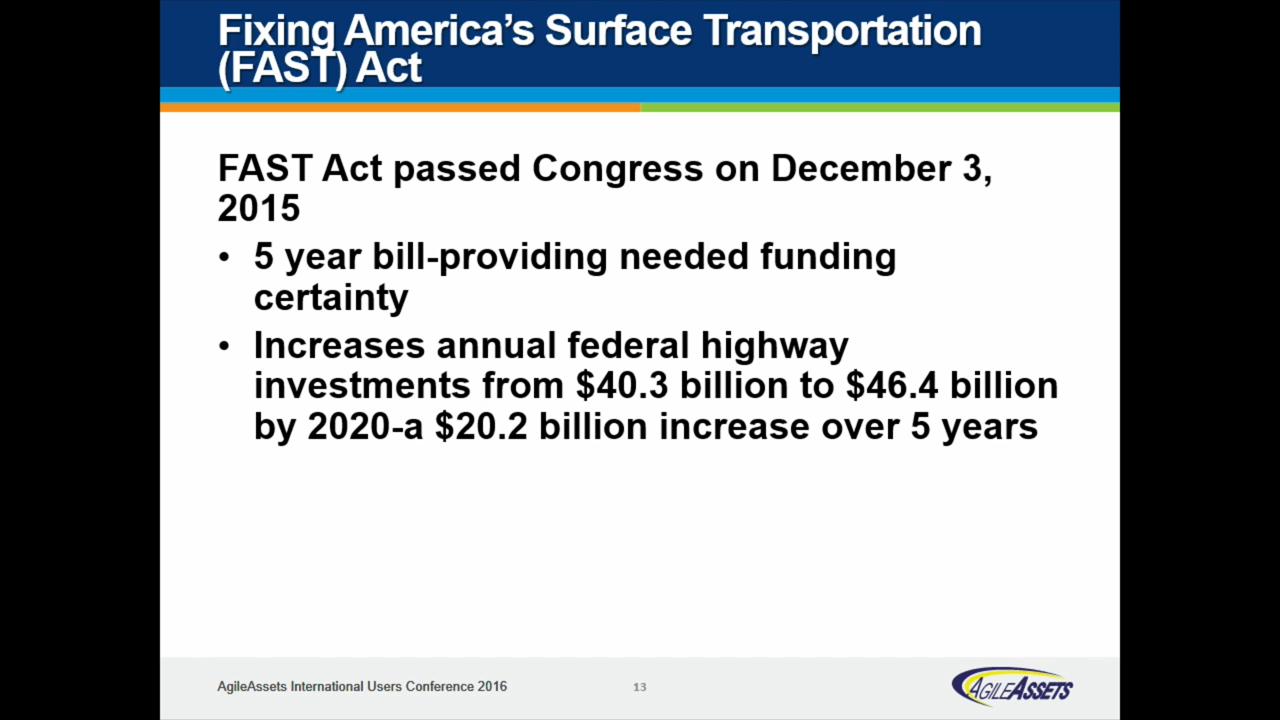 Fixing America’s Surface Transportation
(FAST) Act
FAST Act passed Congress on December 3,
2015
• 5 year bill-providing needed funding
certainty
• Increases annual federal highway
investments from $40.3 billion to $46.4 billion
by 2020-a $20.2 billion increase over 5 years
AgileAssets International Users Conference 2016
13
AGILEASSETS